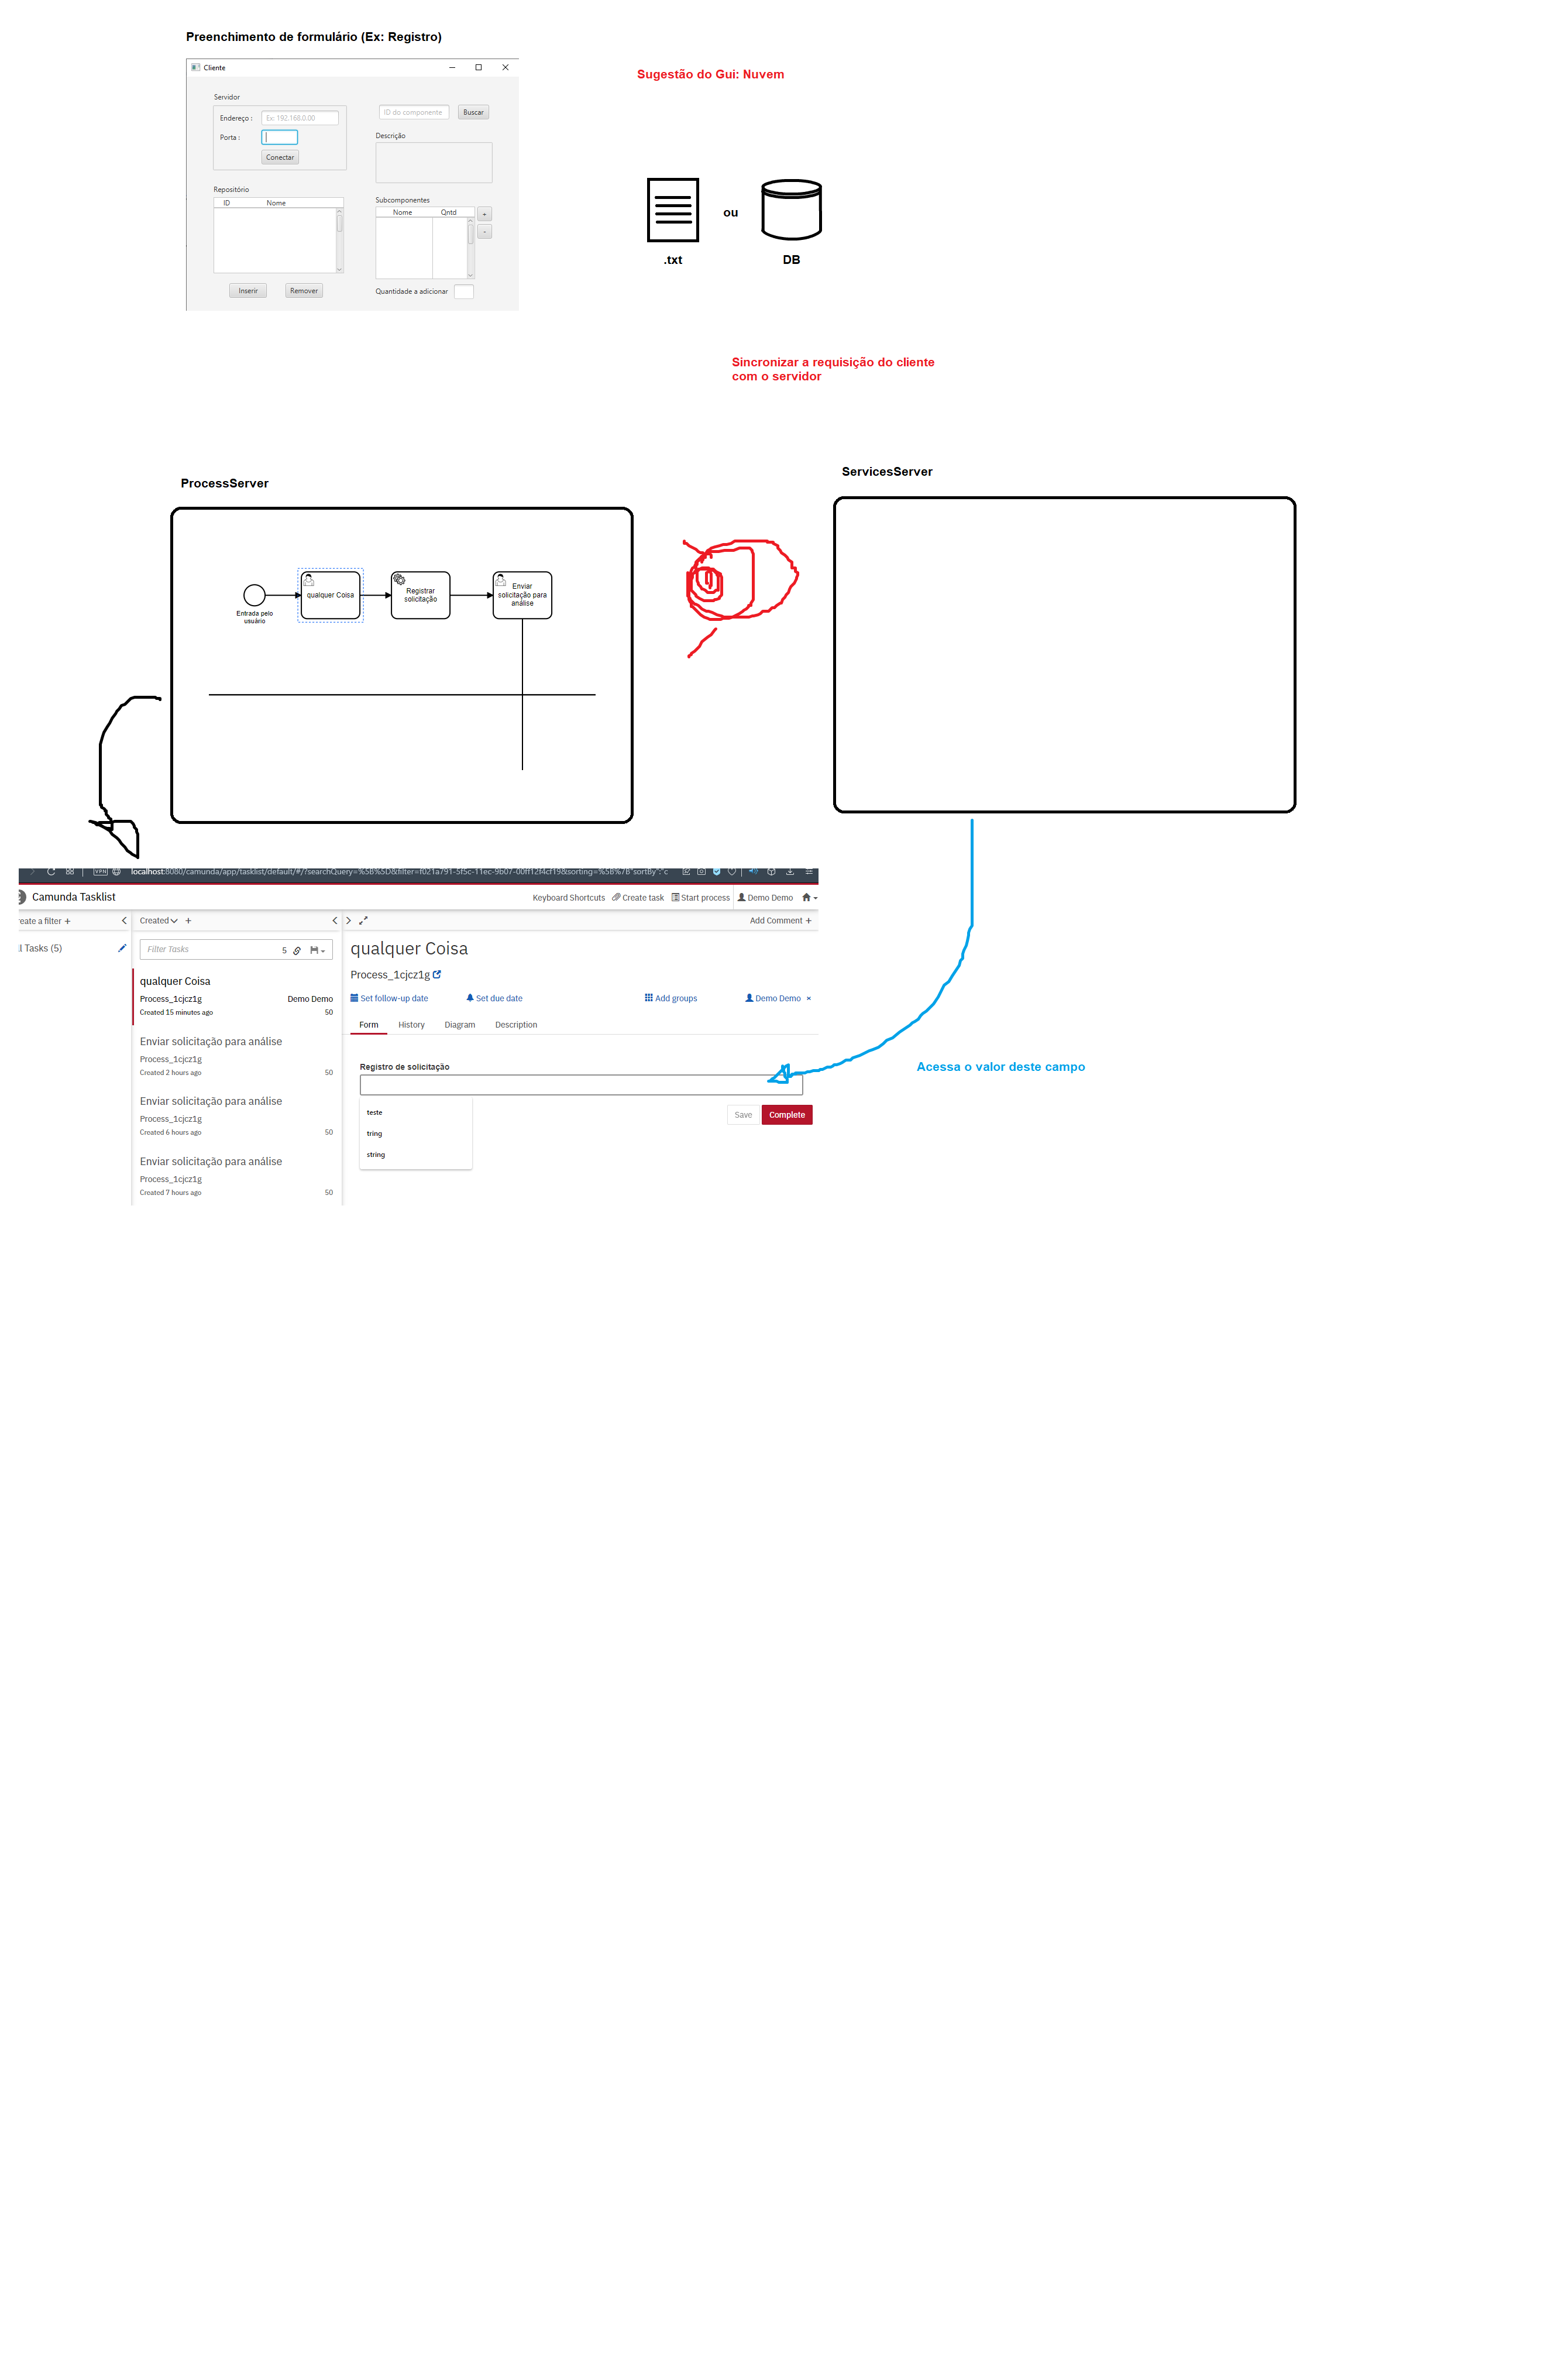 Preenchimento de formulário (Ex: Registro)
Cliente
Sugestão do Gui: Nuvem
Servidor
Endereço :
Ex: 192.168.0.00
ID do componente
Buscar
Porta :
Descrição
Conectar
Repositório
ID
Nome
Subcomponentes
Nome
Qntd
+
-
ou
.txt
DB
Inserir
Remover
Quantidade a adicionar
Sincronizar a requisição do cliente
com o servidor
ServicesServer
ProcessServer
qualquer Coisa
Registrar
solicitação
Enviar
solicitação para
análise
Entrada pelo
usuário
VPN
localhost:8080/camunda/app/tasklist/default/#/?searchQuery=%5B%5D&filter=f021a791-5f5c-11ec-9b07-00ff12f4cf19&sorting=%5B%7B"sortBy":"c
Camunda Tasklist
Keyboard Shortcuts
Create task
Start process
Demo Demo
reate a filter +
Created
+
Add Comment +
l Tasks (5)
Filter Tasks
5
qualquer Coisa
Process_1cjcz1g
Set follow-up date
Set due date
Add groups
Demo Demo ×
qualquer Coisa
Process_1cjcz1g
Demo Demo
Created 15 minutes ago
50
Form
History
Diagram
Description
Enviar solicitação para análise
Process_1cjcz1g
Created 2 hours ago
50
Registro de solicitação
Acessa o valor deste campo
Enviar solicitação para análise
Process_1cjcz1g
Created 6 hours ago
50
teste
tring
string
Save
Complete
Enviar solicitação para análise
Process_1cjcz1g
Created 7 hours ago
50